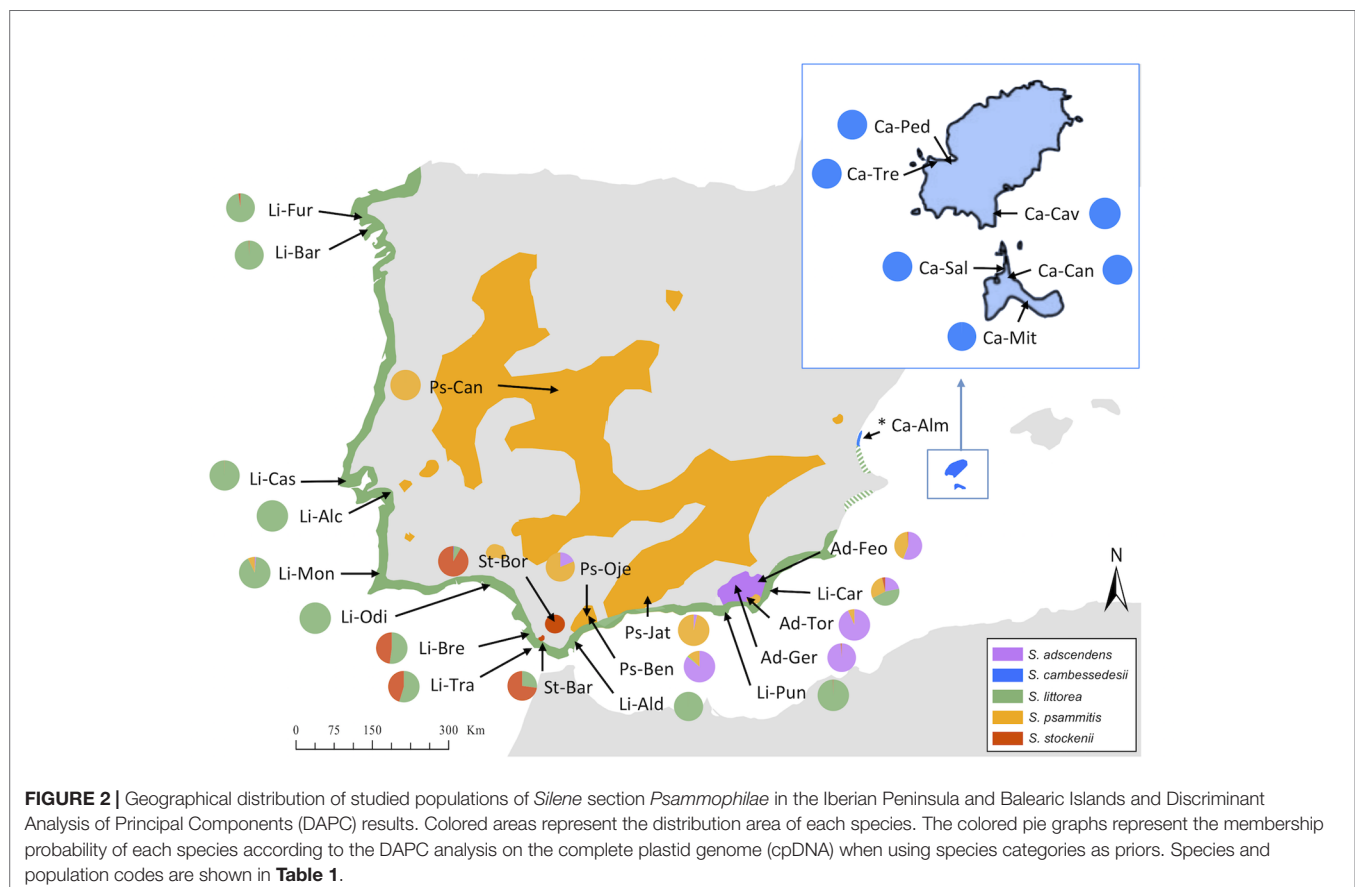 Ca-Ped
Ca-Tre
Ca-Cav
Ca-Sal
Ca-Can
Ca-Mit
Li-Fur
Li-Bar
Ps-Can
* Ca-Alm
Li-Cas
Li-Alc
Li-Mon
Li-Odi
St-Bor
Ps-Oje
Ad-Feo
Li-Car
Li-Bre
Ps-Jat
Ad-Tor
Li-Tra
St-Bar
Ps-Ben
Ad-Ger
Li-Ald
Li-Pun
N
0 75 150 300 Km
S. adscendens
S. cambessedesii
S. littorea
S. psammitis
S. stockenii
FIGURE 2 | Geographical distribution of studied populations of Silene section Psammophilae in the Iberian Peninsula and Balearic Islands and Discriminant
Analysis of Principal Components (DAPC) results. Colored areas represent the distribution area of each species. The colored pie graphs represent the membership
probability of each species according to the DAPC analysis on the complete plastid genome (cpDNA) when using species categories as priors. Species and
population codes are shown in Table 1.